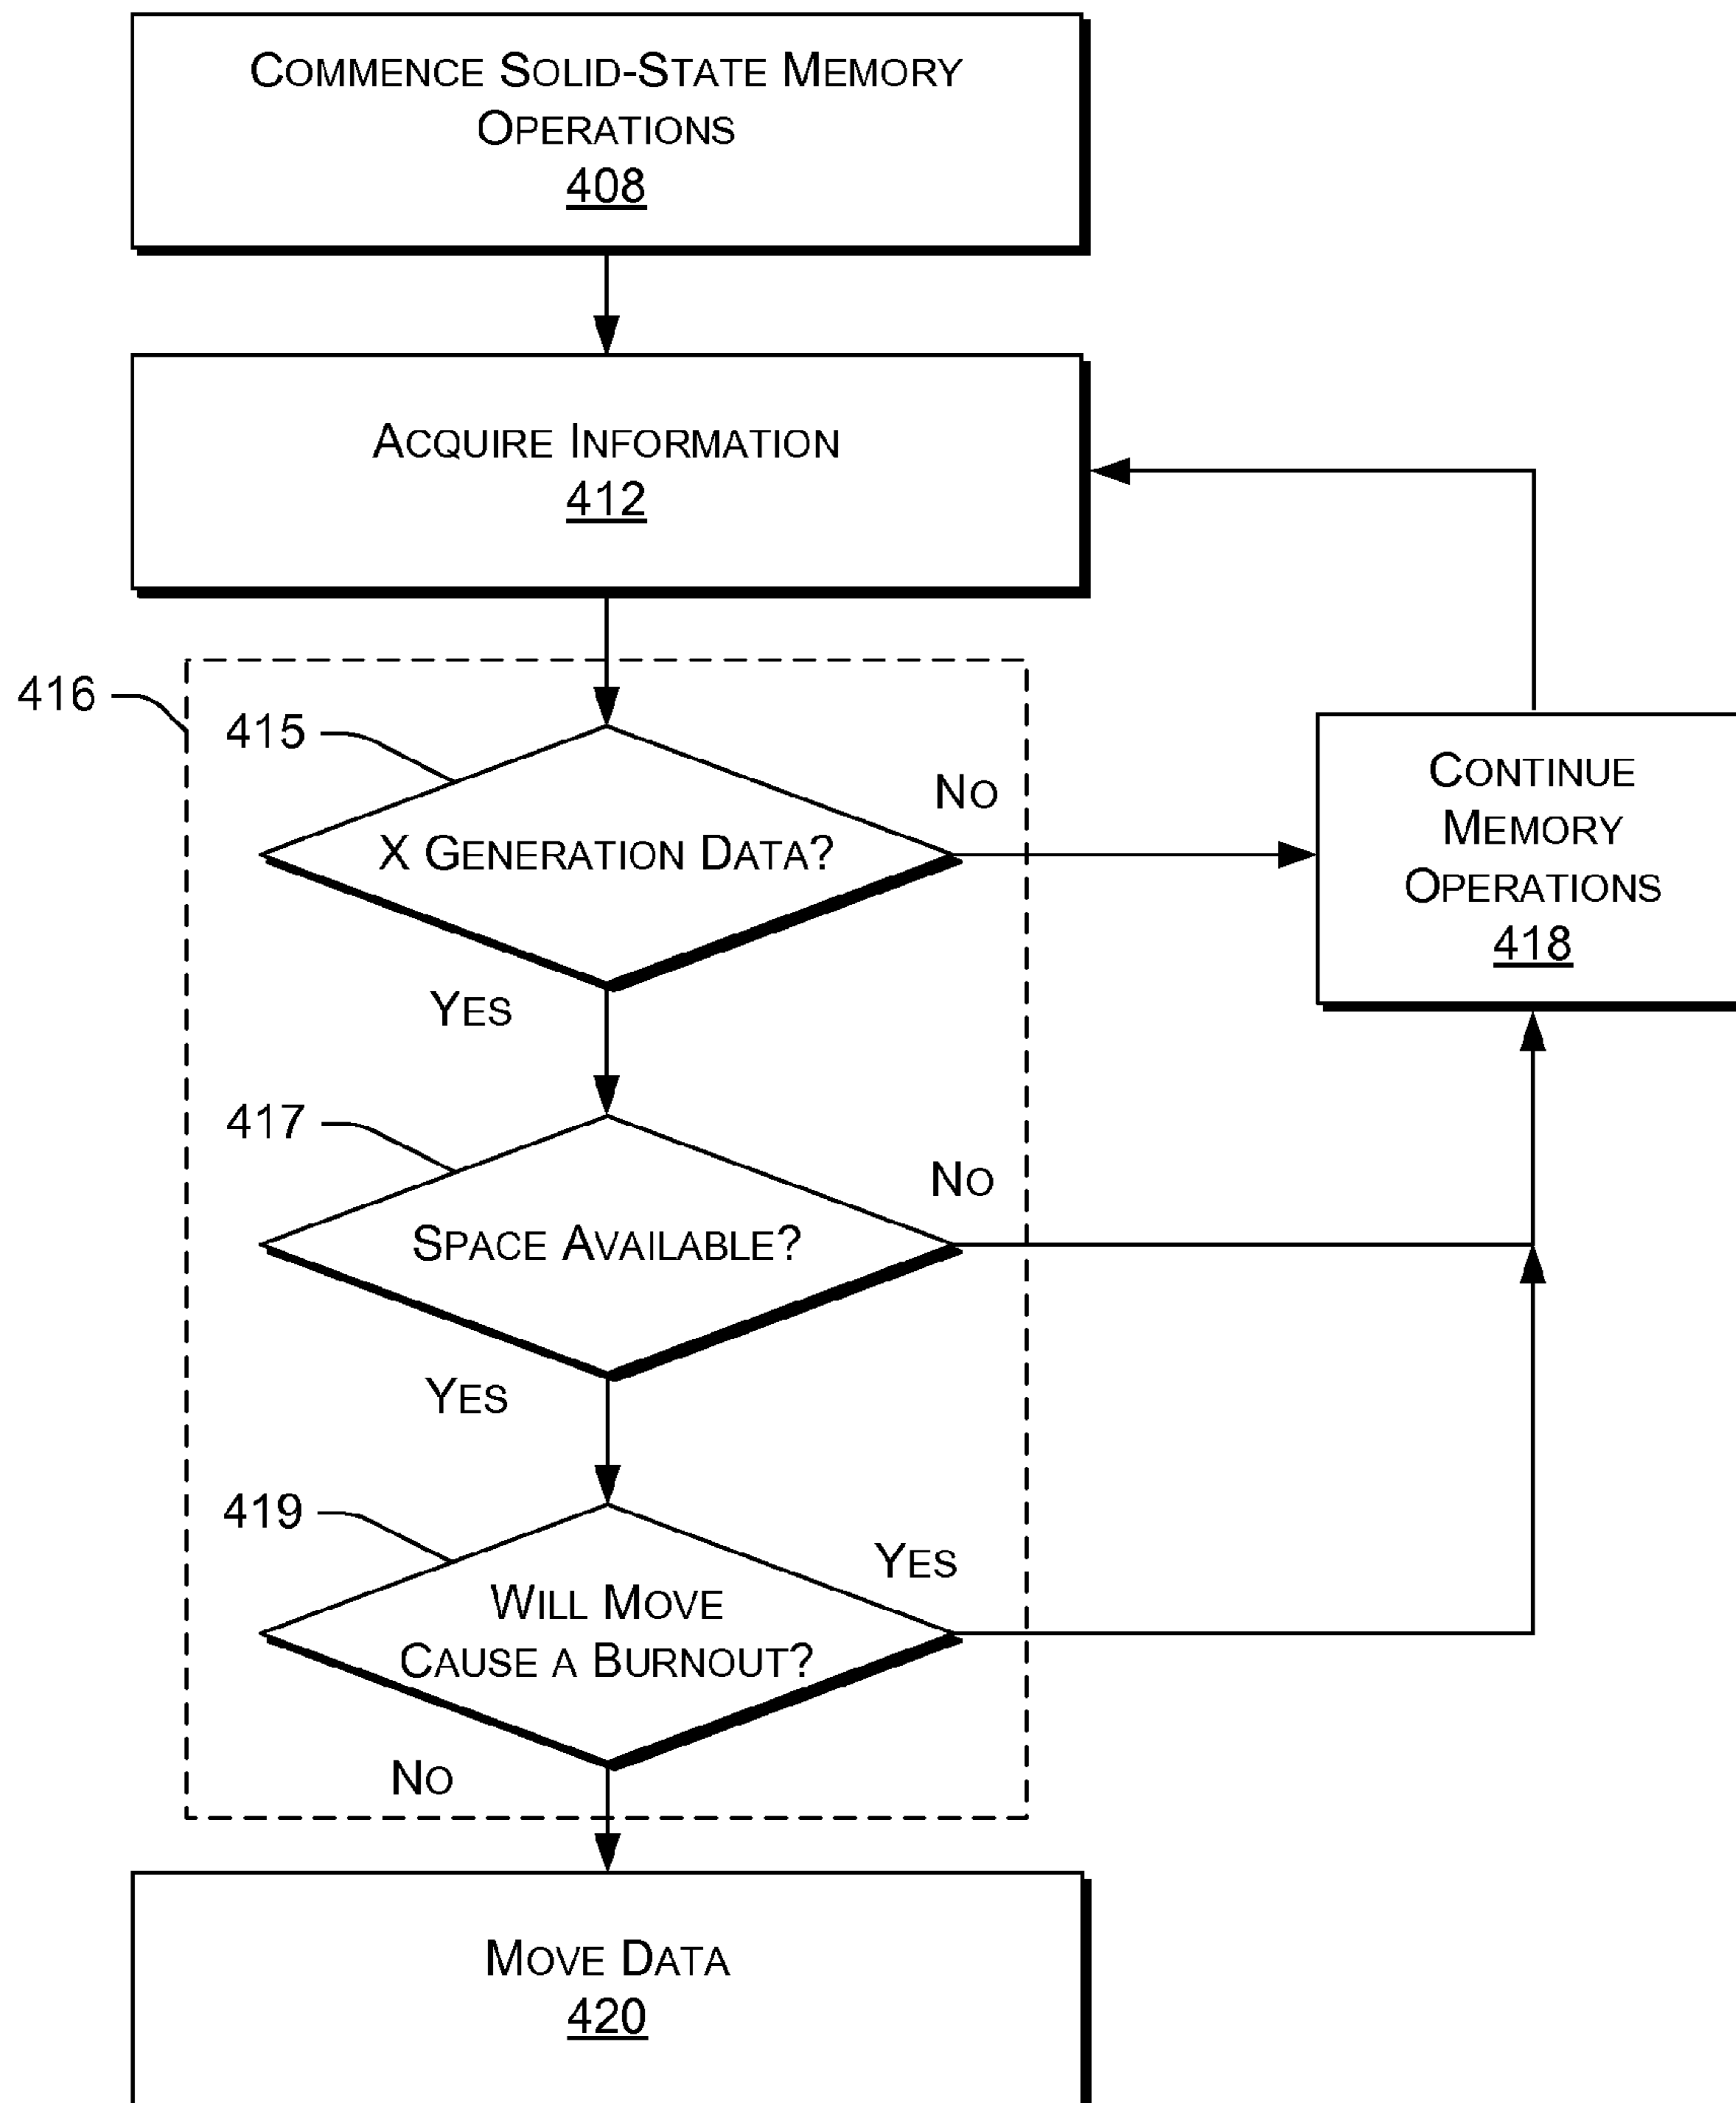 COMMENCE SOLID-STATE MEMORY
OPERATIONS
408
ACQUIRE INFORMATION
412
416
415
X GENERATION DATA?
NO
YES
CONTINUE
MEMORY
OPERATIONS
418
417
SPACE AVAILABLE?
NO
YES
419
WILL MOVE
CAUSE A BURNOUT?
YES
NO
MOVE DATA
420